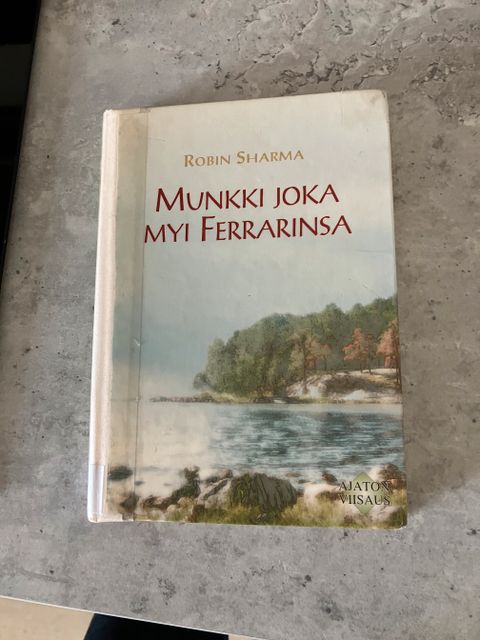 ROBIN SHARMA
MUNKKI JOKA
MYI FERRARINSA
AJATON
VIISAUS